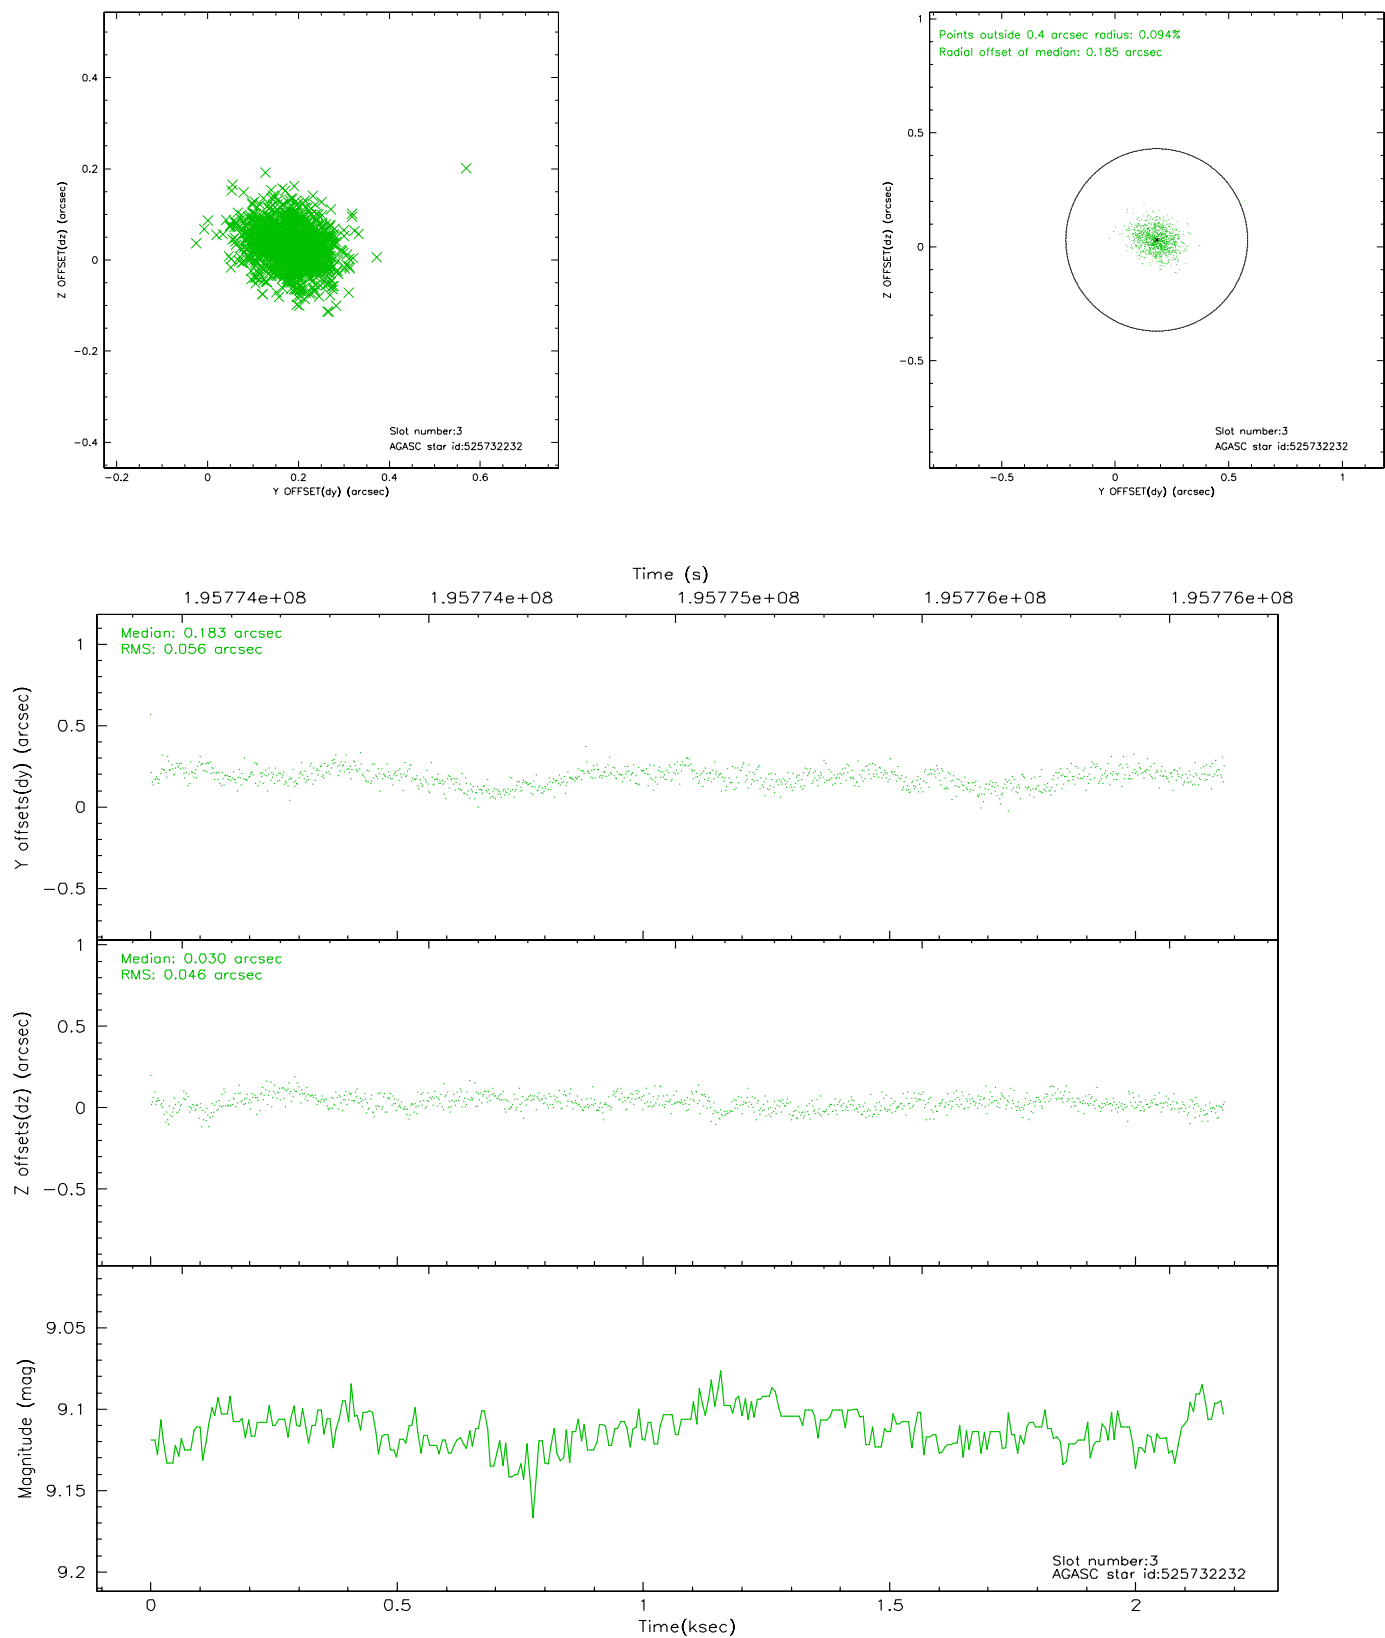 0.4
0.2
0
−0.2
−0.4
Z OFFSET(dz) (arcsec)
Slot number:3
AGASC star id:525732232
−0.2 0 0.2 0.4 0.6
Y OFFSET(dy) (arcsec)
Points outside 0.4 arcsec radius: 0.094%
Radial offset of median: 0.185 arcsec
1
0.5
0
−0.5
Z OFFSET(dz) (arcsec)
Slot number:3
AGASC star id:525732232
−0.5 0 0.5 1
Y OFFSET(dy) (arcsec)
Time (s)
1.95774e+08 1.95774e+08 1.95775e+08 1.95776e+08 1.95776e+08
Median: 0.183 arcsec
RMS: 0.056 arcsec
1
0.5
0
−0.5
Y offsets(dy) (arcsec)
Median: 0.030 arcsec
RMS: 0.046 arcsec
1
0.5
0
−0.5
Z offsets(dz) (arcsec)
9.05
9.1
9.15
9.2
Magnitude (mag)
Slot number:3
AGASC star id:525732232
0 0.5 1 1.5 2
Time(ksec)